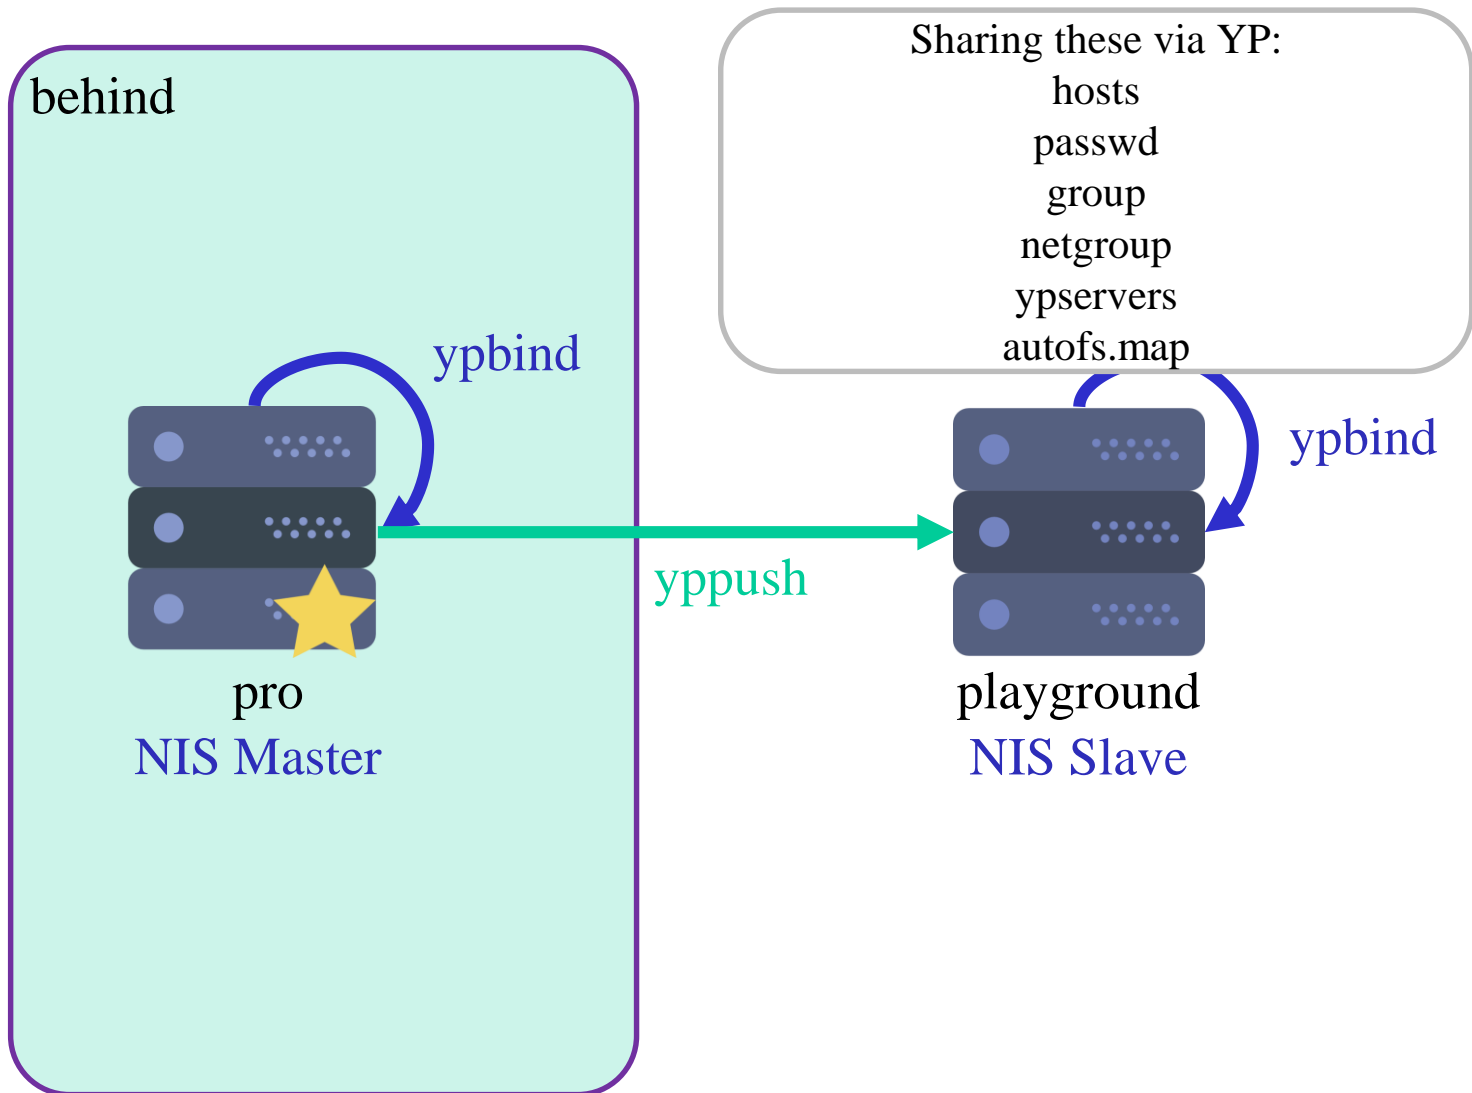 behind
Sharing these via YP:
hosts
passwd
group
netgroup
ypservers
autofs.map
ypbind
ypbind
yppush
pro
NIS Master
playground
NIS Slave